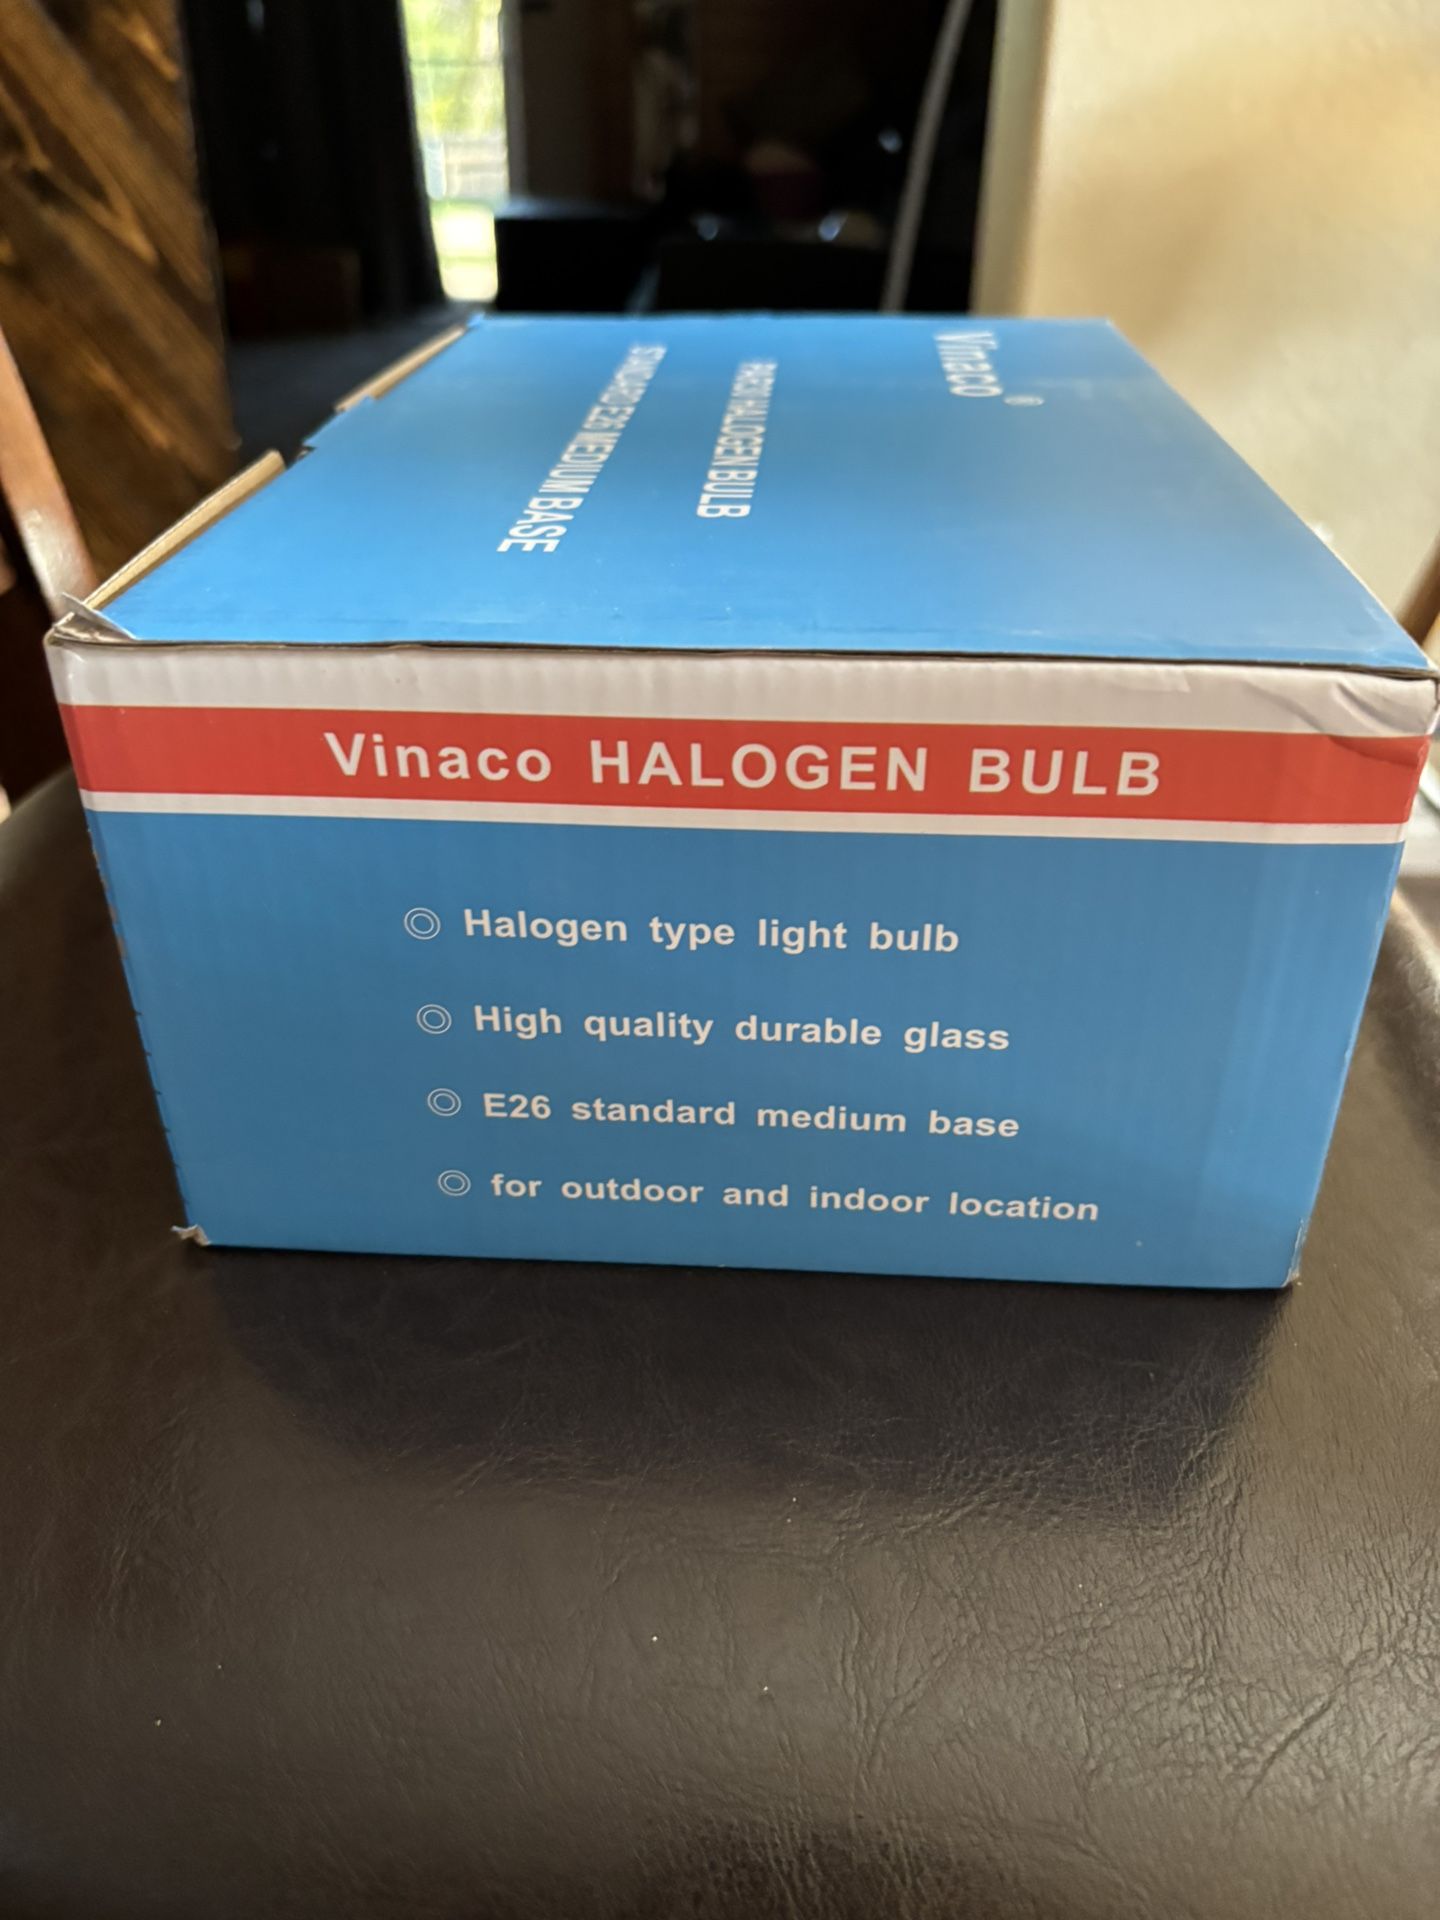 Vinaco®
HALOGEN BULB
STANDARD E26 MEDIUM BASE
Vinaco HALOGEN BULB
Halogen type light bulb
High quality durable glass
E26 standard medium base
for outdoor and indoor location